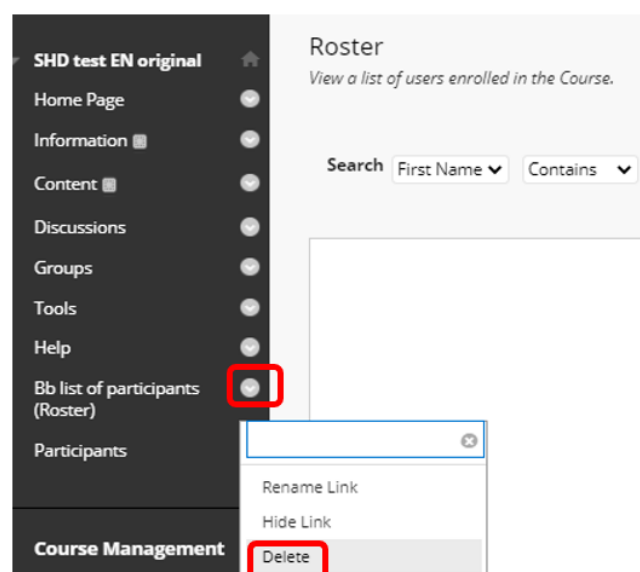 SHD test EN original
Home Page
Information
Content
Discussions
Groups
Tools
Help
Bb list of participants
(Roster)
Participants
Course Management
Roster
View a list of users enrolled in the Course.
Search First Name Contains
Rename Link
Hide Link
Delete